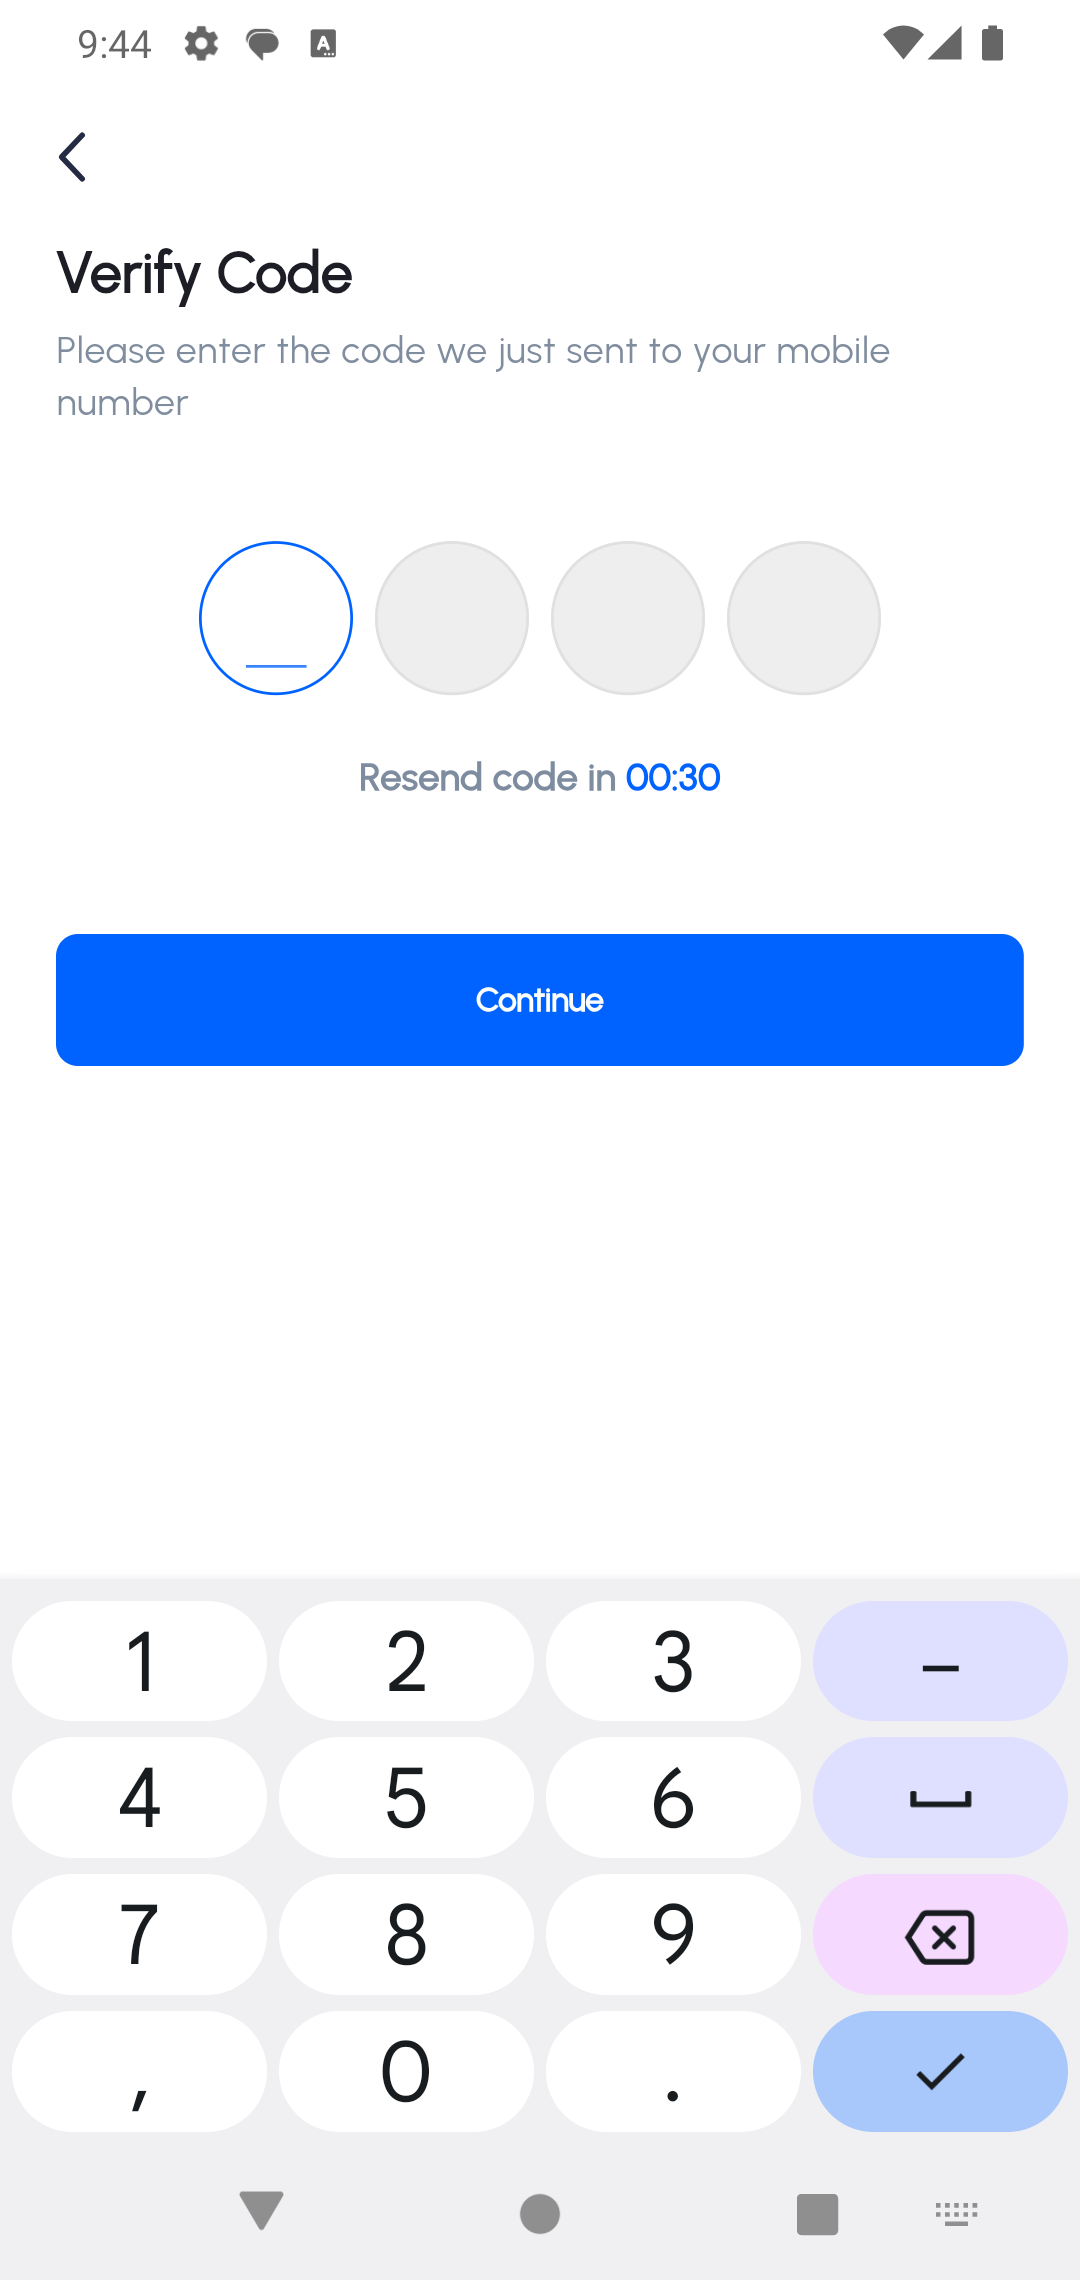 9:44
Verify Code
Please enter the code we just sent to your mobile
number
Resend code in 00:30
Continue
1 2 3 –
4 5 6
7 8 9
, 0 .